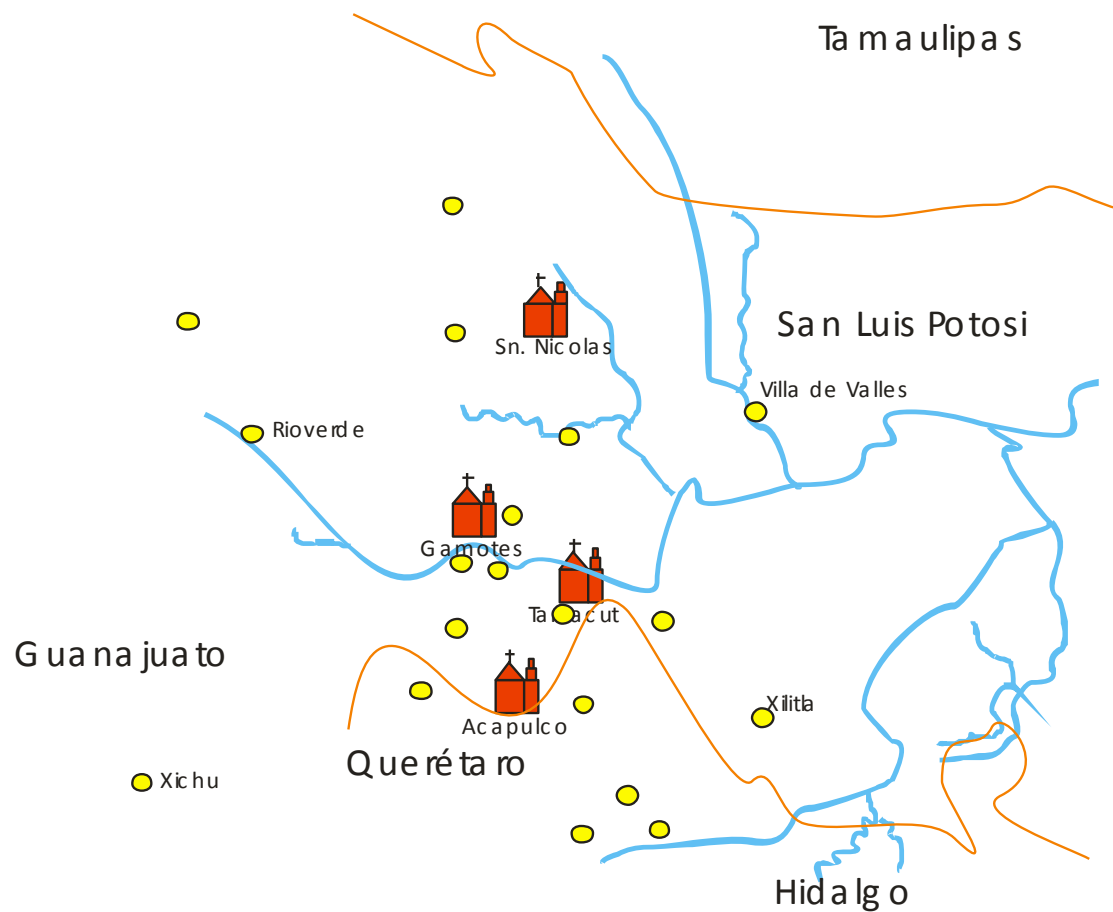 Tamaulipas
San Luis Potosi
Sn. Nicolas
Villa de Valles
Rioverde
Gamotes
Guanajuato
Xilitla
Acapulco
Querétaro
Xichu
Hidalgo